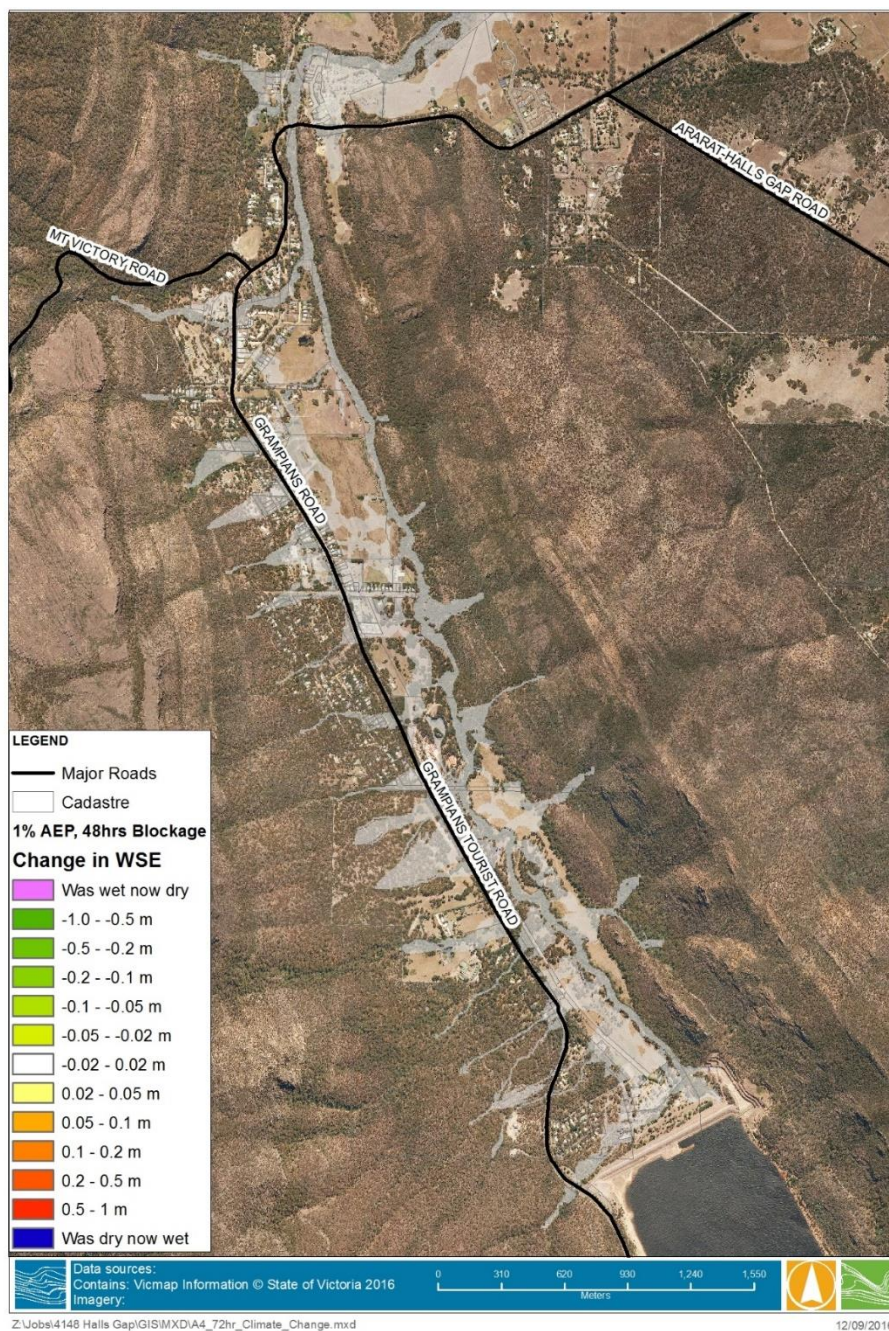 ARARAT-HALLS GAP ROAD
MT VICTORY ROAD
GRAMPIANS ROAD
GRAMPIANS TOURIST ROAD
LEGEND
Major Roads
Cadastre
1% AEP, 48hrs Blockage
Change in WSE
Was wet now dry
-1.0 - -0.5 m
-0.5 - -0.2 m
-0.2 - -0.1 m
-0.1 - -0.05 m
-0.05 - -0.02 m
-0.02 - 0.02 m
0.02 - 0.05 m
0.05 - 0.1 m
0.1 - 0.2 m
0.2 - 0.5 m
0.5 - 1 m
Was dry now wet
Data sources:
Contains: Vicmap Information © State of Victoria 2016
Imagery:
0 310 620 930 1,240 1,550
Meters
Z:\Jobs\4148 Halls Gap\GIS\MXD\A4_72hr_Climate_Change.mxd
12/09/2016